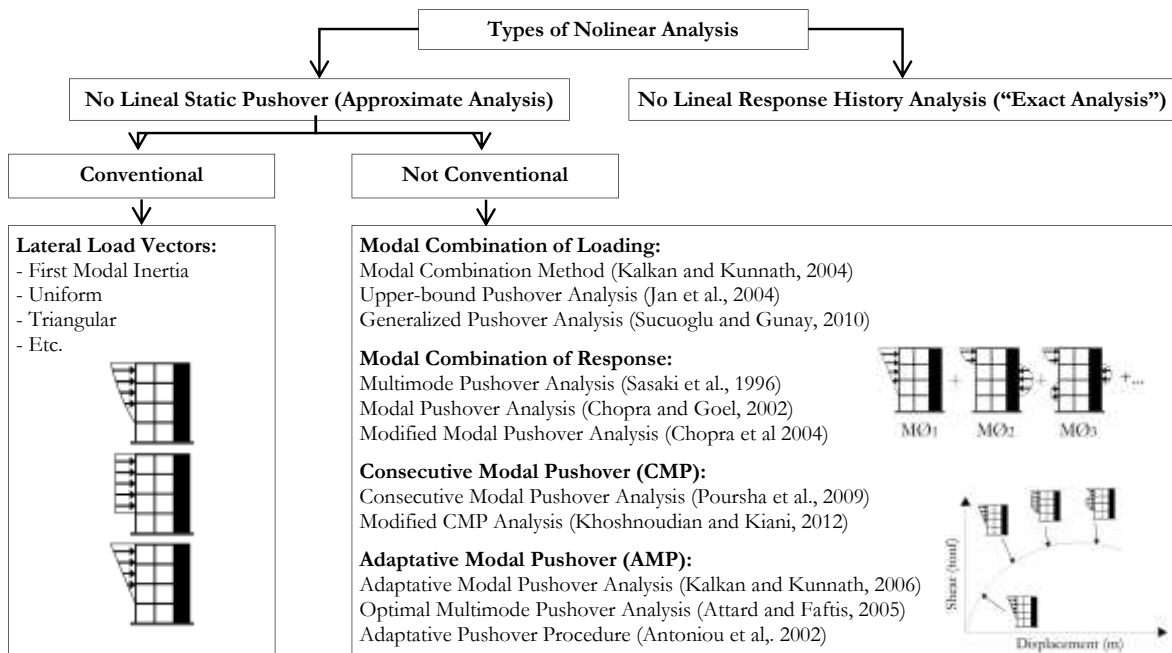 Types of Nolinear Analysis
No Lineal Static Pushover (Approximate Analysis)
No Lineal Response History Analysis (“Exact Analysis”)
Conventional
Not Conventional
Lateral Load Vectors:
- First Modal Inertia
- Uniform
- Triangular
- Etc.
Modal Combination of Loading:
Modal Combination Method (Kalkan and Kunnath, 2004)
Upper-bound Pushover Analysis (Jan et al., 2004)
Generalized Pushover Analysis (Sucuoglu and Gunay, 2010)
Modal Combination of Response:
Multimode Pushover Analysis (Sasaki et al., 1996)
Modal Pushover Analysis (Chopra and Goel, 2002)
Modified Modal Pushover Analysis (Chopra et al 2004)
+ + +...
MØ1 MØ2 MØ3
Consecutive Modal Pushover (CMP):
Consecutive Modal Pushover Analysis (Poursha et al., 2009)
Modified CMP Analysis (Khoshnoudian and Kiani, 2012)
Adaptative Modal Pushover (AMP):
Adaptative Modal Pushover Analysis (Kalkan and Kunnath, 2006)
Optimal Multimode Pushover Analysis (Attard and Faftis, 2005)
Adaptative Pushover Procedure (Antoniou et al,. 2002)
Shear (tonf)
Displacement (m)